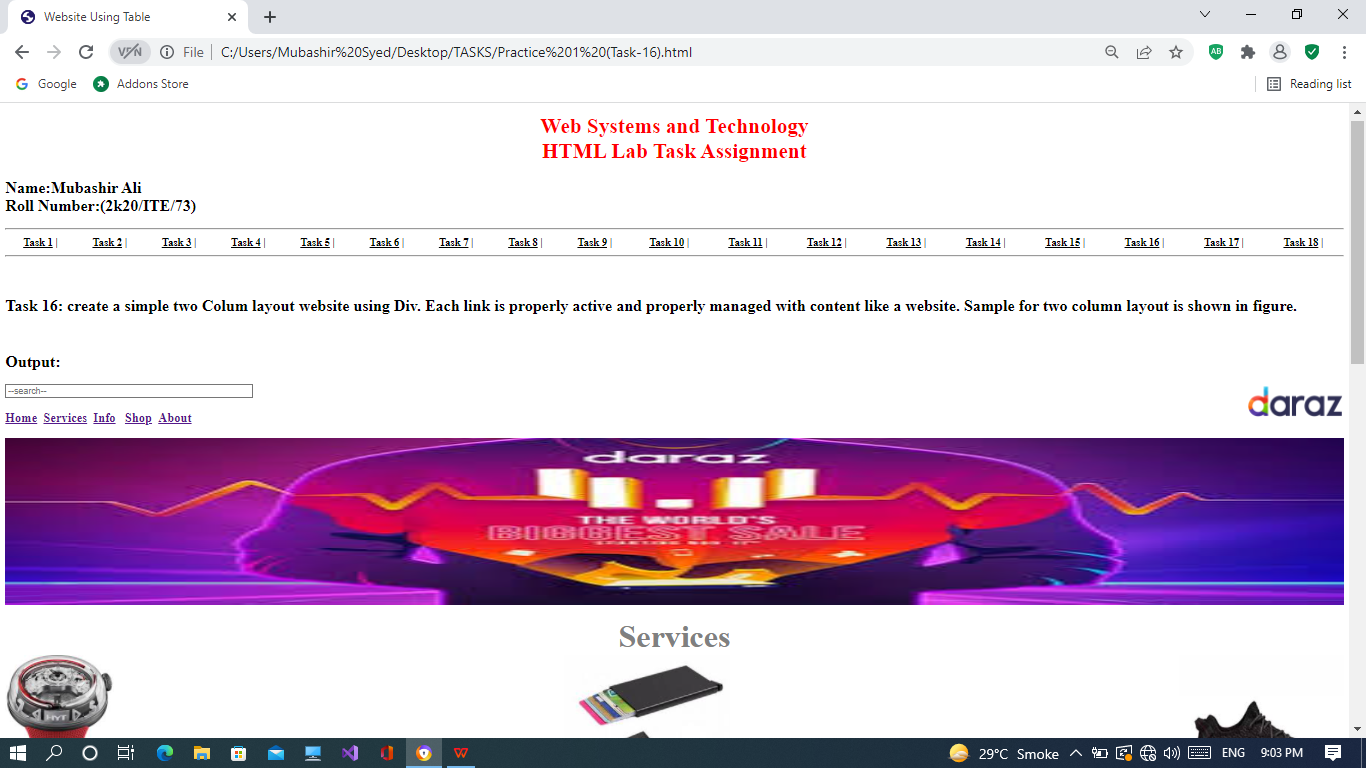 Website Using Table
VPN File C:/Users/Mubashir%20Syed/Desktop/TASKS/Practice%201%20(Task-16).html
Google Addons Store Reading list
Web Systems and Technology
HTML Lab Task Assignment
Name:Mubashir Ali
Roll Number:(2k20/ITE/73)
Task 1 | Task 2 | Task 3 | Task 4 | Task 5 | Task 6 | Task 7 | Task 8 | Task 9 | Task 10 | Task 11 | Task 12 | Task 13 | Task 14 | Task 15 | Task 16 | Task 17 | Task 18 |
Task 16: create a simple two Colum layout website using Div. Each link is properly active and properly managed with content like a website. Sample for two column layout is shown in figure.
Output:
--search--
daraz
Home Services Info Shop About
daraz
11.11
THE WORLD'S
BIGGEST SALE
Services
HYT
29°C Smoke ENG 9:03 PM